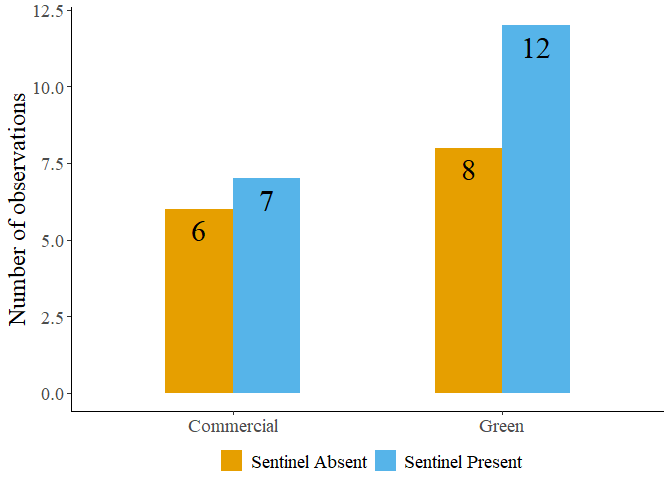 Number of observations
12.5
10.0
7.5
5.0
2.5
0.0
6
7
8
12
Commercial
Green
Sentinel Absent
Sentinel Present